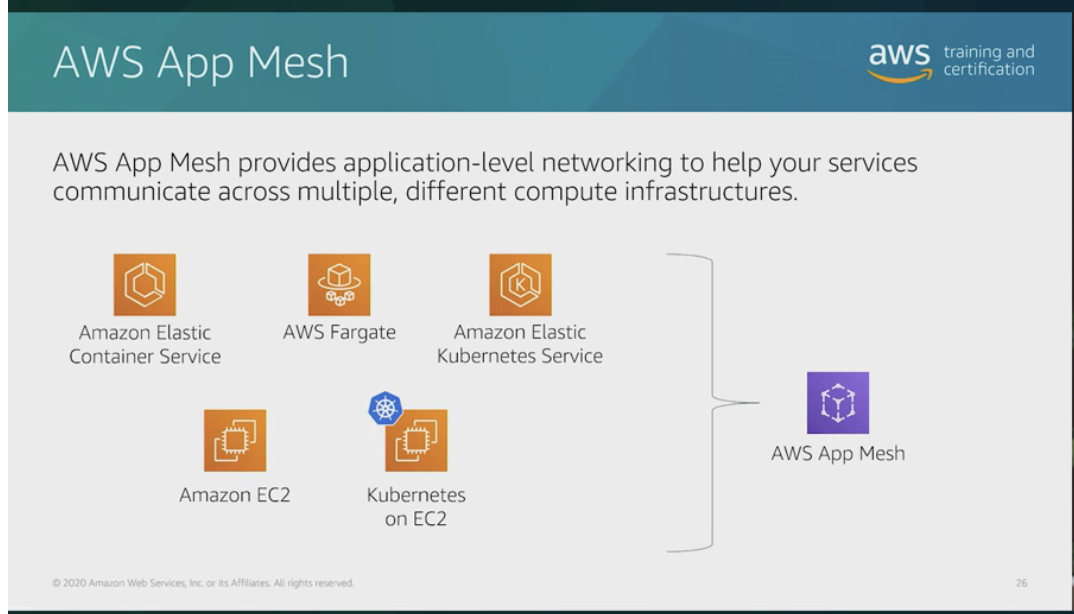 AWS App Mesh
aws training and
certification
AWS App Mesh provides application-level networking to help your services
communicate across multiple, different compute infrastructures.
Amazon Elastic
Container Service
AWS Fargate
Amazon Elastic
Kubernetes Service
K
Amazon EC2
Kubernetes
on EC2
AWS App Mesh
© 2020 Amazon Web Services, Inc. or its Affiliates. All rights reserved.
26